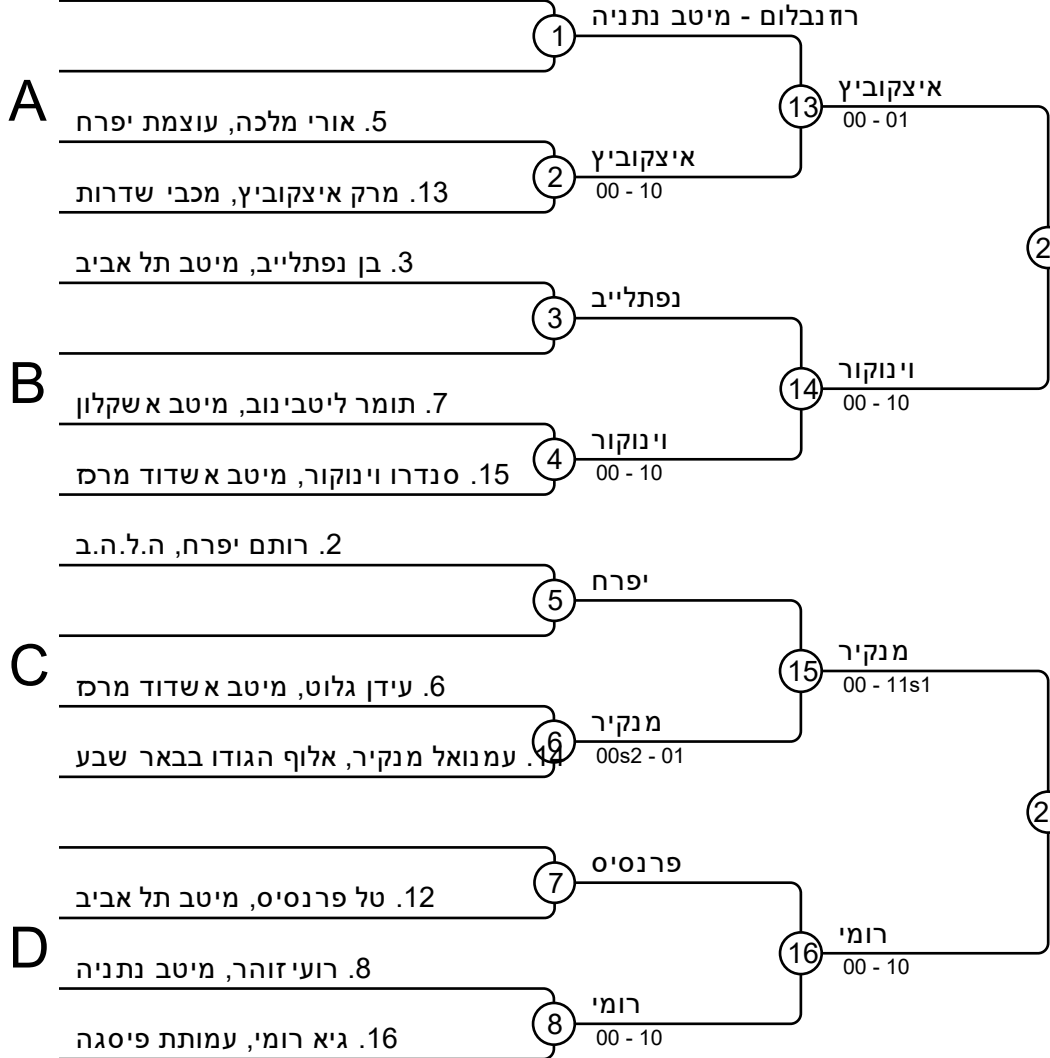 רוזנבלום - מיטב נתניה
1
A
איצקוביץ
13
00 - 01
5. אורי מלכה, עוצמת יפרח
איצקוביץ
2
00 - 10
13. מרק איצקוביץ, מכבי שדרות
2
3. בן נפתלייב, מיטב תל אביב
נפתלייב
3
B
וינוקור
14
00 - 10
7. תומר ליטבינוב, מיטב אשקלון
וינוקור
4
00 - 10
15. סנדרו וינוקור, מיטב אשדוד מרכז
2. רותם יפרח, ה.ל.ה.ב
יפרח
5
C
מנקיר
15
00 - 11s1
6. עידן גלוט, מיטב אשדוד מרכז
מנקיר
6
00s2 - 01
14. עמנואל מנקיר, אלוף הגודו בבאר שבע
2
פרנסיס
7
12. טל פרנסיס, מיטב תל אביב
D
רומי
16
00 - 10
8. רועי זוהר, מיטב נתניה
רומי
8
00 - 10
16. גיא רומי, עמותת פיסגה